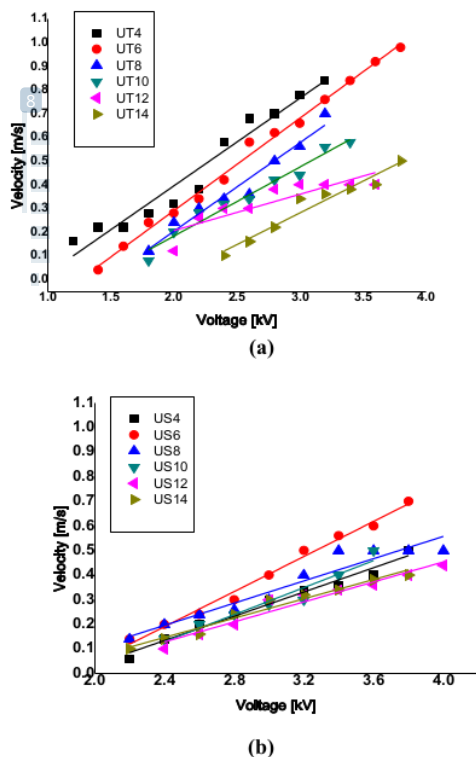 1.1
1.0
0.9
0.8
0.7
0.6
0.5
0.4
0.3
0.2
0.1
0.0
Velocity [m/s]
UT4
UT6
UT8
UT10
UT12
UT14
8
1.0 1.5 2.0 2.5 3.0 3.5 4.0
Voltage [kV]
(a)
1.1
1.0
0.9
0.8
0.7
0.6
0.5
0.4
0.3
0.2
0.1
0.0
Velocity [m/s]
US4
US6
US8
US10
US12
US14
2.0 2.4 2.8 3.2 3.6 4.0
Voltage [kV]
(b)